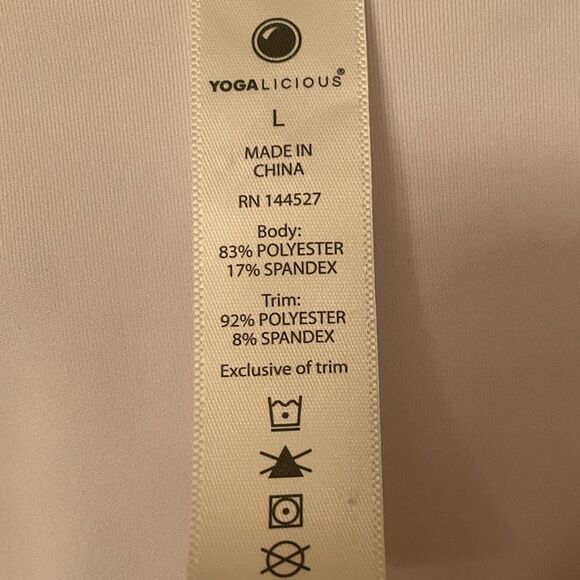 YOGALICIOUS®
L
MADE IN
CHINA
RN 144527
Body:
83% POLYESTER
17% SPANDEX
Trim:
92% POLYESTER
8% SPANDEX
Exclusive of trim